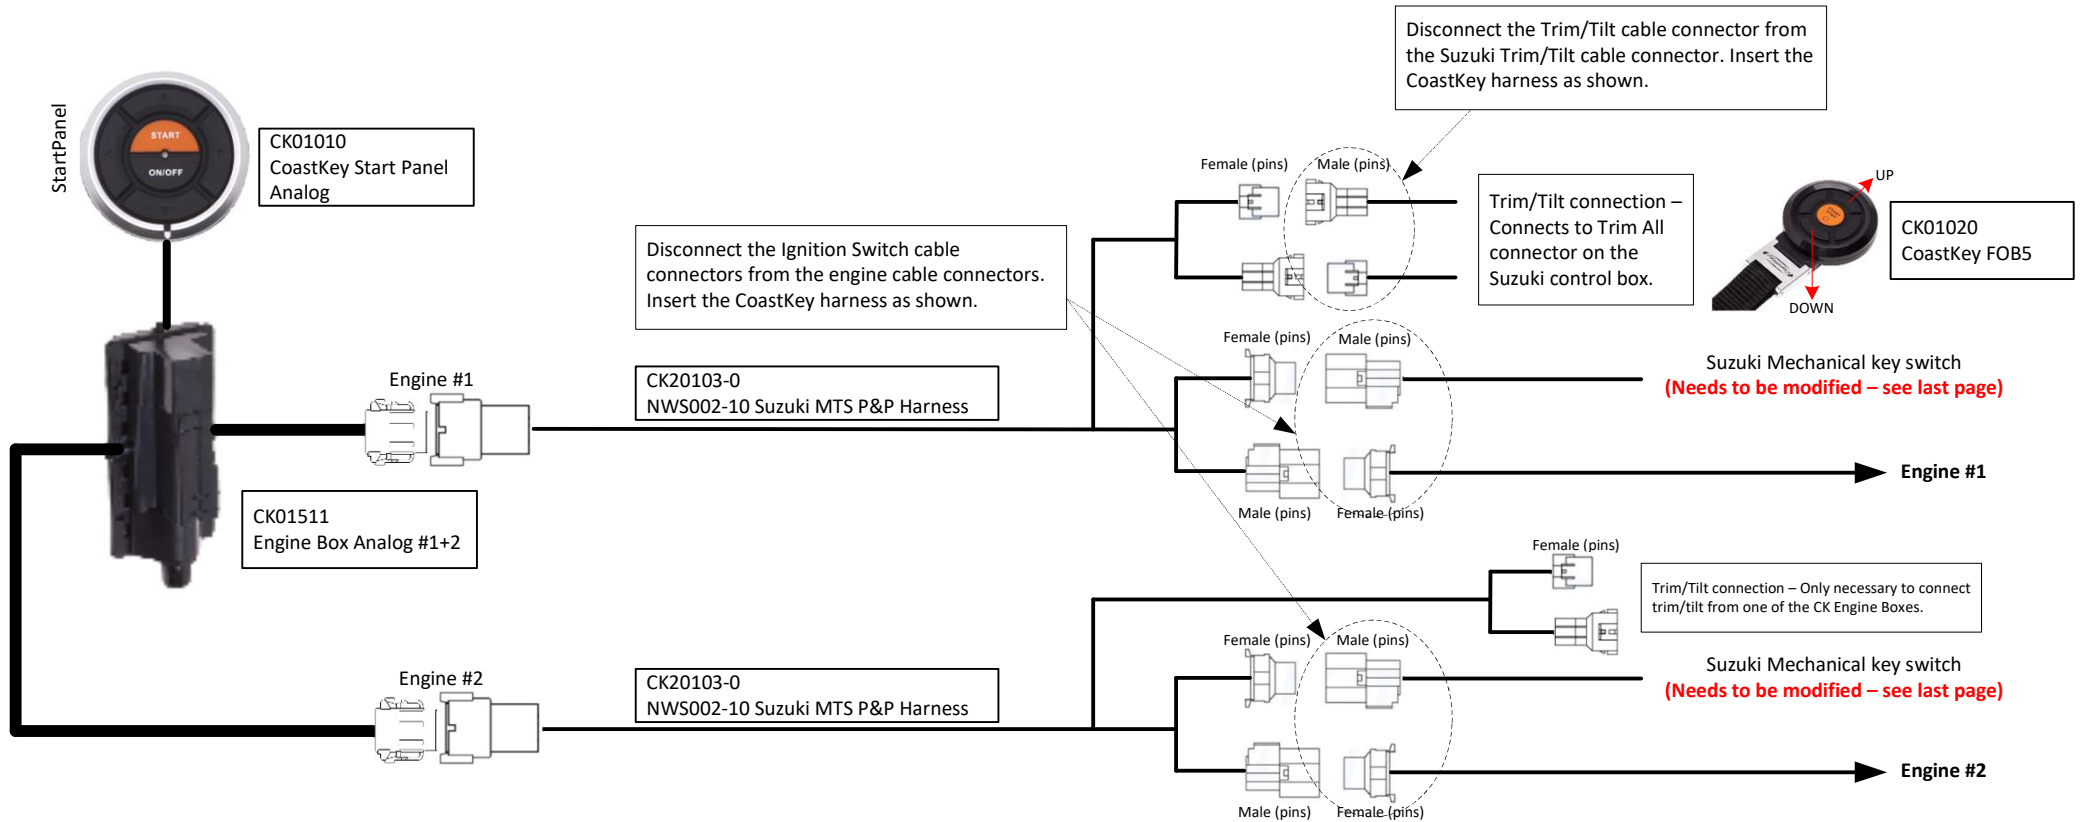 Disconnect the Trim/Tilt cable connector from
the Suzuki Trim/Tilt cable connector. Insert the
CoastKey harness as shown.
StartPanel
START
ON/OFF
CK01010
CoastKey Start Panel
Analog
Female (pins)
Male (pins)
Trim/Tilt connection –
Connects to Trim All
connector on the
Suzuki control box.
UP
DOWN
CK01020
CoastKey FOB5
Disconnect the Ignition Switch cable
connectors from the engine cable connectors.
Insert the CoastKey harness as shown.
Female (pins)
Male (pins)
Suzuki Mechanical key switch
(Needs to be modified – see last page)
Engine #1
CK20103-0
NWS002-10 Suzuki MTS P&P Harness
Engine #1
Male (pins)
Female (pins)
CK01511
Engine Box Analog #1+2
Female (pins)
Trim/Tilt connection – Only necessary to connect
trim/tilt from one of the CK Engine Boxes.
Female (pins)
Male (pins)
Suzuki Mechanical key switch
(Needs to be modified – see last page)
Engine #2
CK20103-0
NWS002-10 Suzuki MTS P&P Harness
Engine #2
Male (pins)
Female (pins)